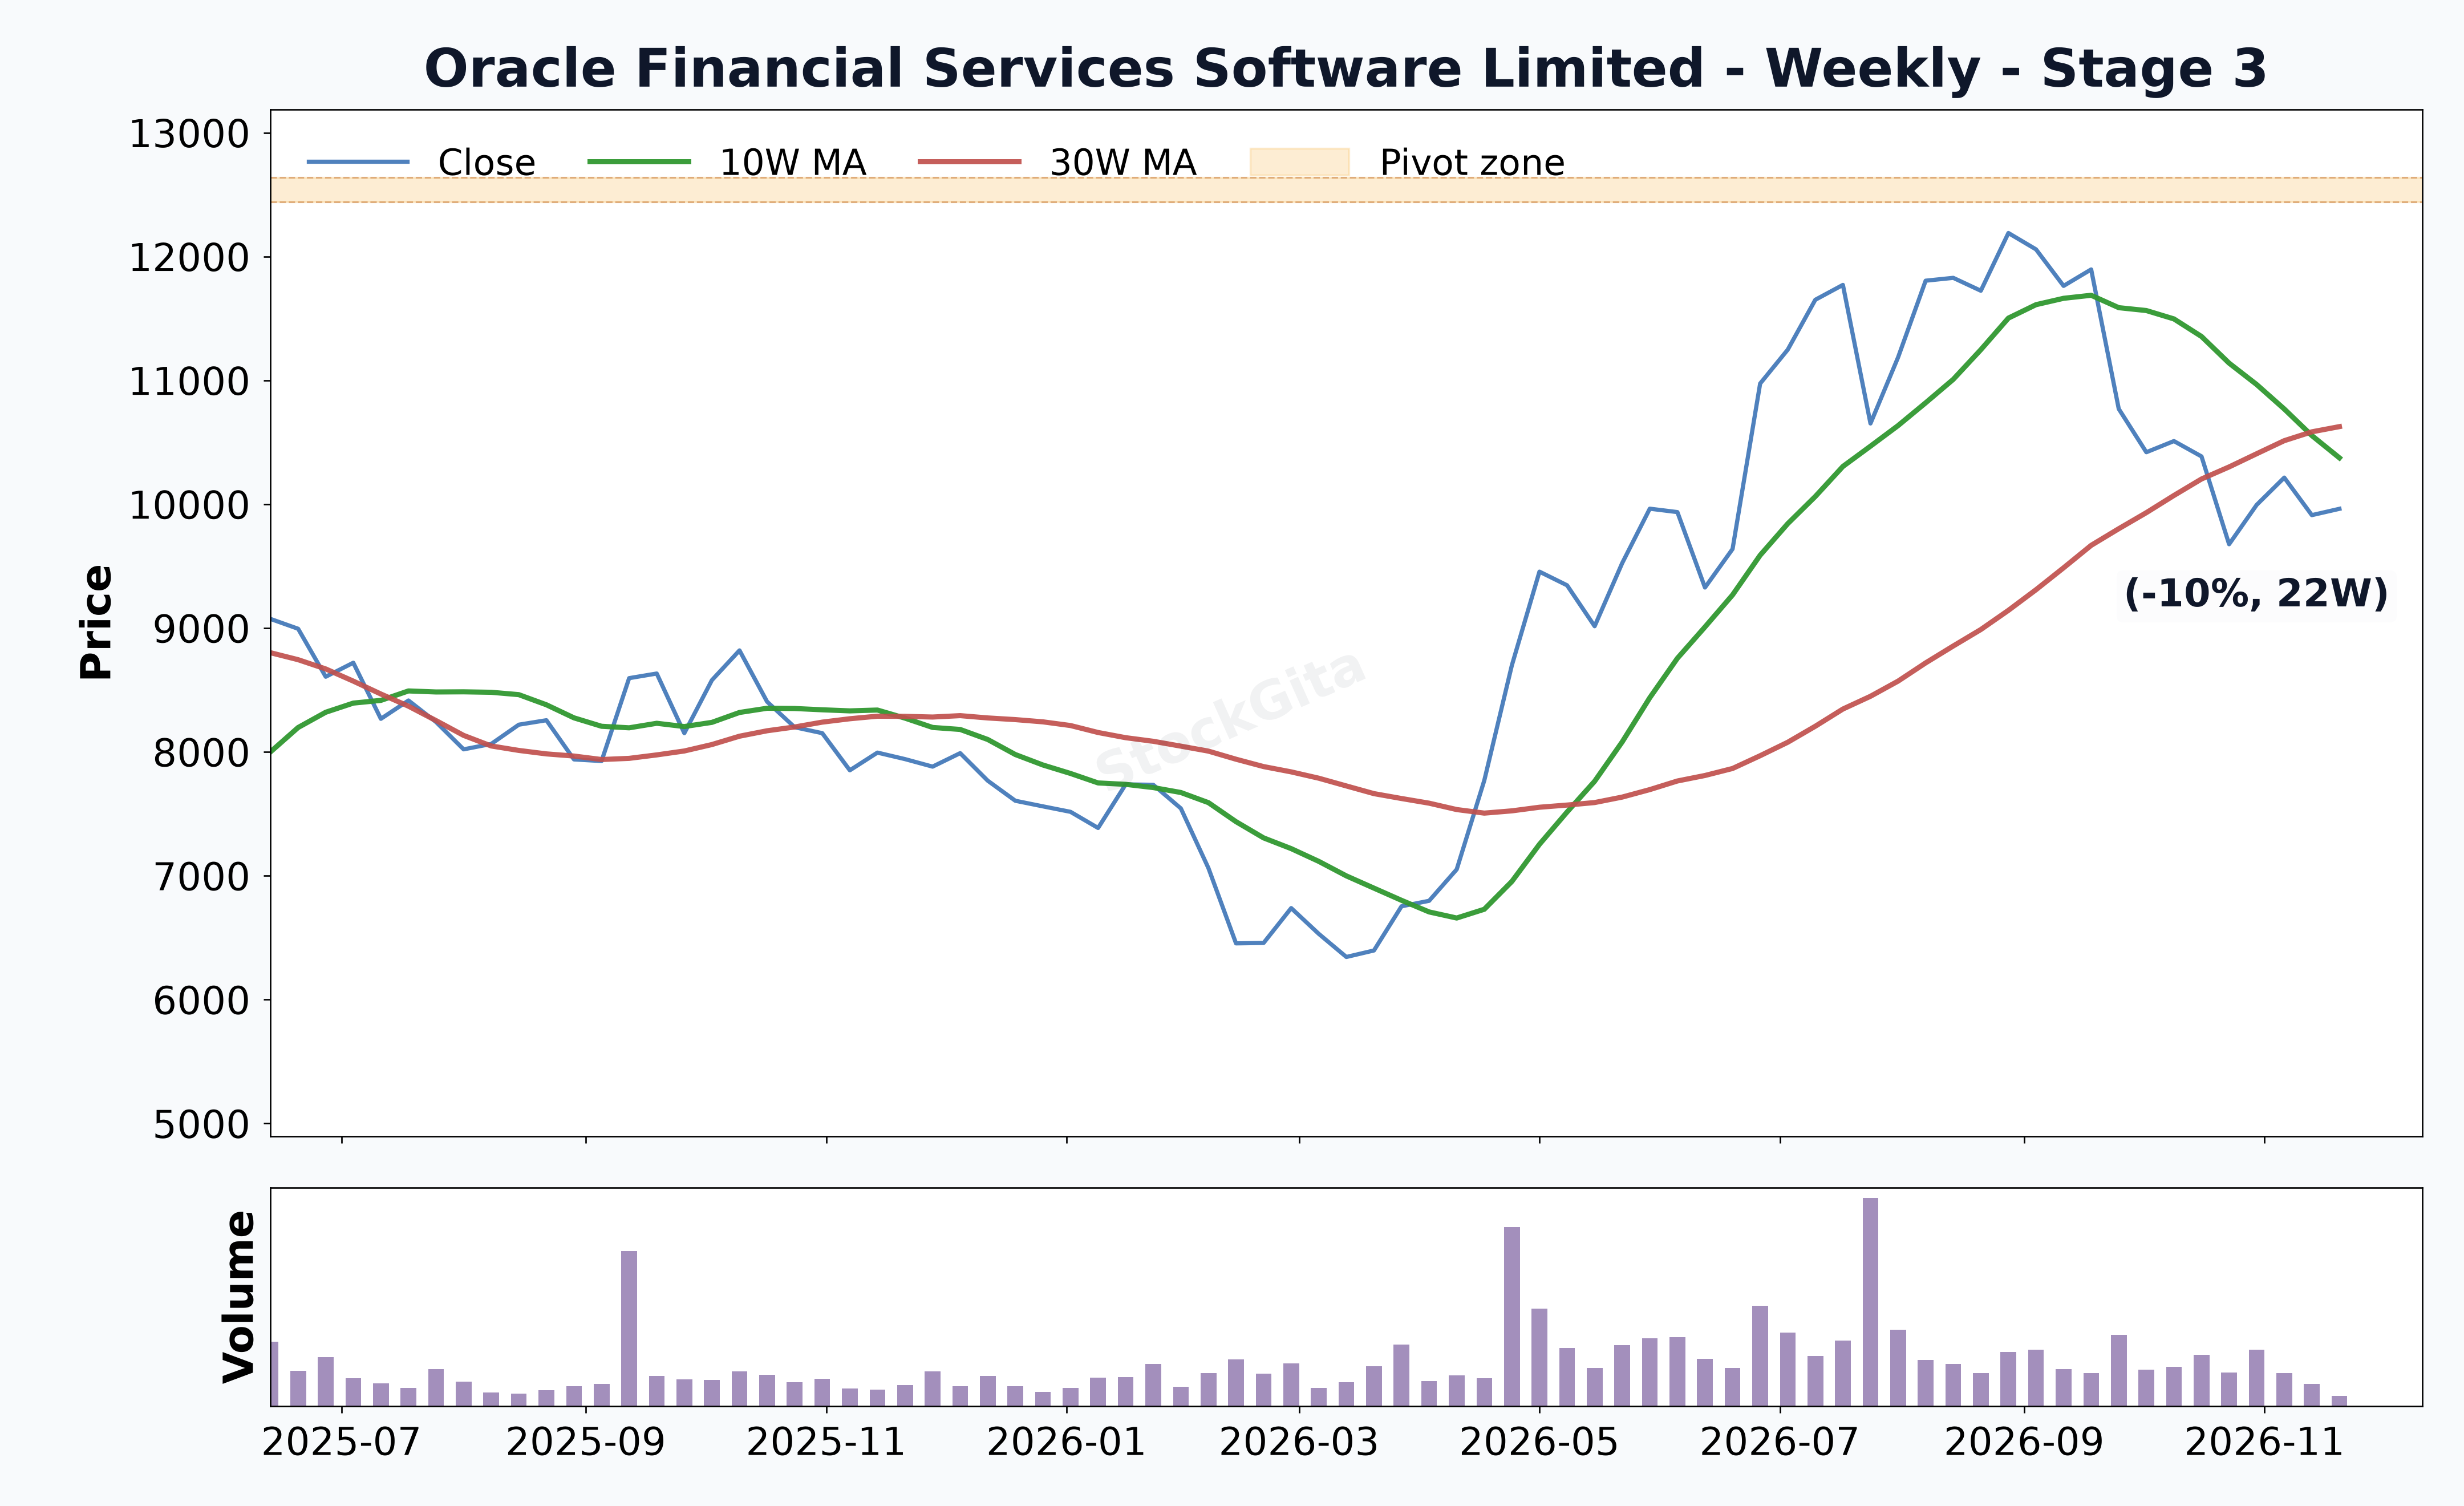 Oracle Financial Services Software Limited - Weekly - Stage 3
Close 10W MA 30W MA Pivot zone
13000
12000
11000
10000
9000
8000
7000
6000
5000
Price
(-10%, 22W)
StockGita
Volume
2025-07 2025-09 2025-11 2026-01 2026-03 2026-05 2026-07 2026-09 2026-11